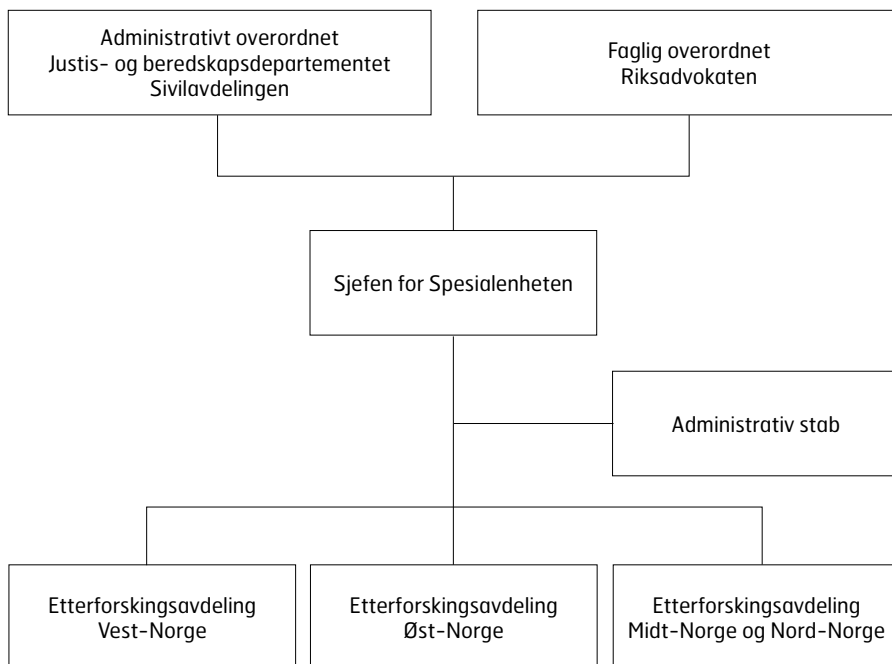 Administrativt overordnet
Justis- og beredskapsdepartementet
Sivilavdelingen
Faglig overordnet
Riksadvokaten
Sjefen for Spesialenheten
Administrativ stab
Etterforskingsavdeling
Vest-Norge
Etterforskingsavdeling
Øst-Norge
Etterforskingsavdeling
Midt-Norge og Nord-Norge